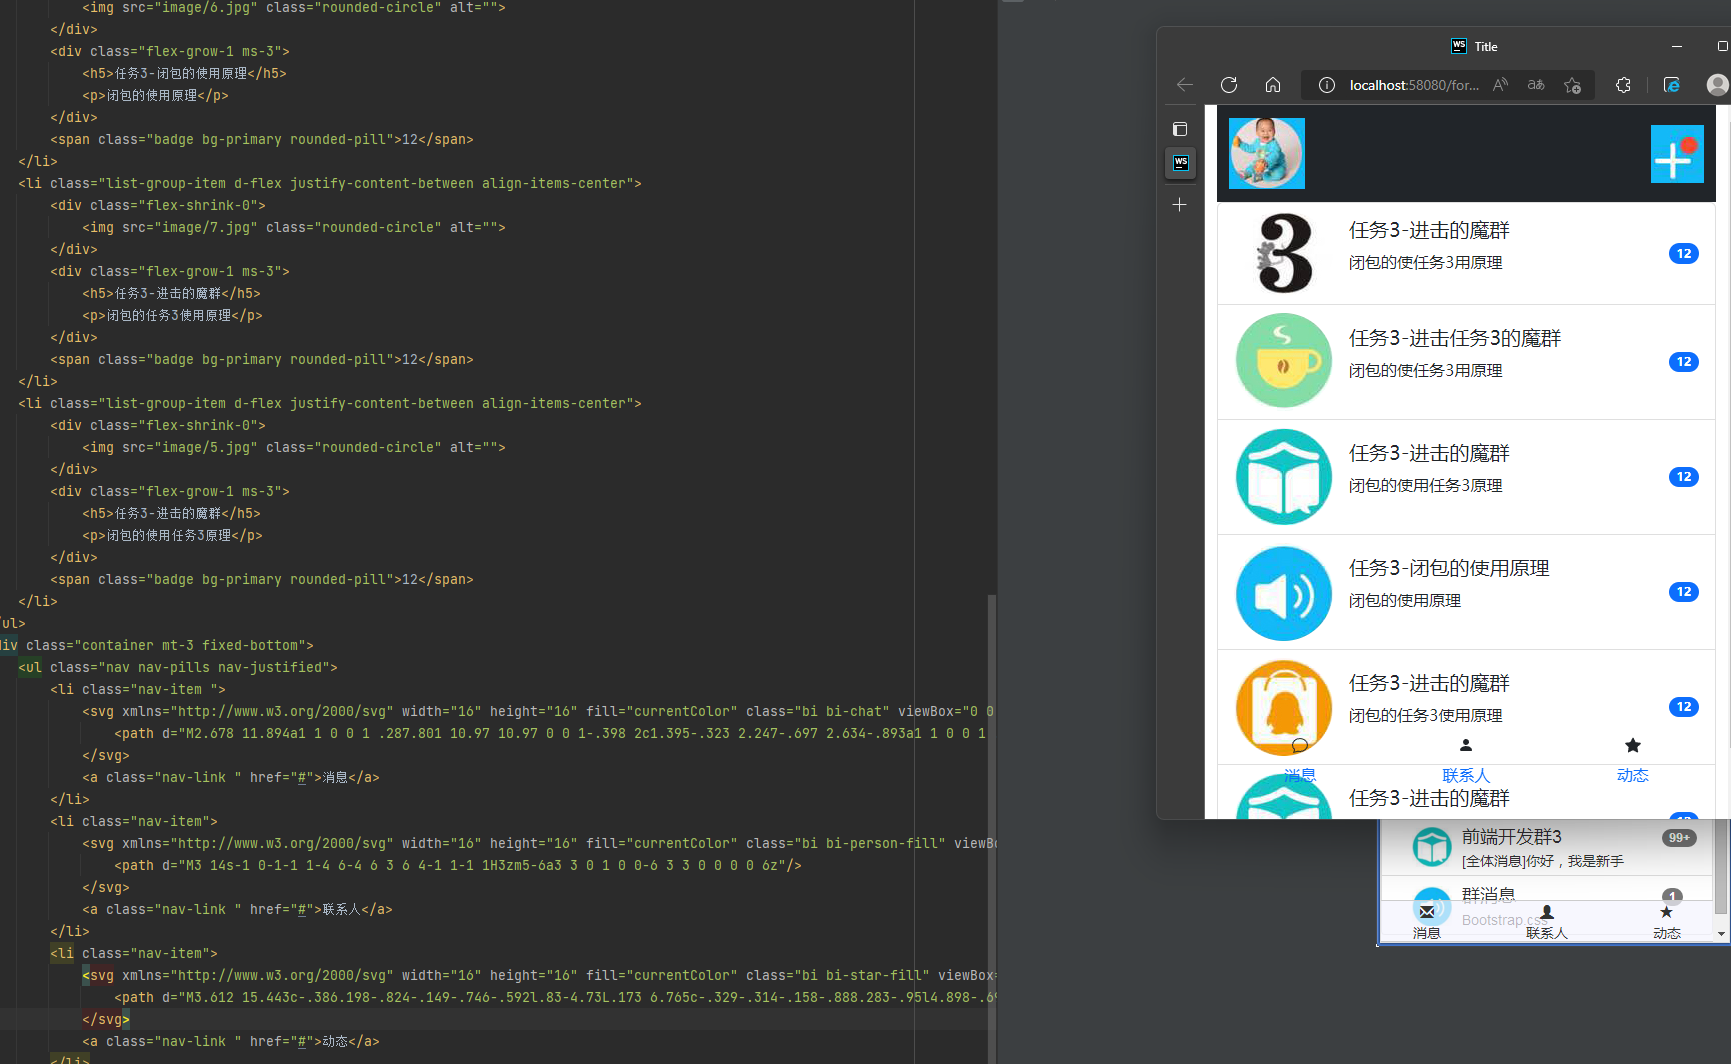 <img src="image/6.jpg" class="rounded-circle" alt="">
</div>
<div class="flex-grow-1 ms-3">
<h5>任务3-闭包的使用原理</h5>
<p>闭包的使用原理</p>
</div>
<span class="badge bg-primary rounded-pill">12</span>
</li>
<li class="list-group-item d-flex justify-content-between align-items-center">
<div class="flex-shrink-0">
<img src="image/7.jpg" class="rounded-circle" alt="">
</div>
<div class="flex-grow-1 ms-3">
<h5>任务3-进击的魔群</h5>
<p>闭包的任务3使用原理</p>
</div>
<span class="badge bg-primary rounded-pill">12</span>
</li>
<li class="list-group-item d-flex justify-content-between align-items-center">
<div class="flex-shrink-0">
<img src="image/5.jpg" class="rounded-circle" alt="">
</div>
<div class="flex-grow-1 ms-3">
<h5>任务3-进击的魔群</h5>
<p>闭包的使用任务3原理</p>
</div>
<span class="badge bg-primary rounded-pill">12</span>
</li>
/ul>
div class="container mt-3 fixed-bottom">
<ul class="nav nav-pills nav-justified">
<li class="nav-item ">
<svg xmlns="http://www.w3.org/2000/svg" width="16" height="16" fill="currentColor" class="bi bi-chat" viewBox="0 0
<path d="M2.678 11.894a1 1 0 0 1 .287.801 10.97 10.97 0 0 1-.398 2c1.395-.323 2.247-.697 2.634-.893a1 1 0 0 1
</svg>
<a class="nav-link " href="#">消息</a>
</li>
<li class="nav-item">
<svg xmlns="http://www.w3.org/2000/svg" width="16" height="16" fill="currentColor" class="bi bi-person-fill" viewBo
<path d="M3 14s-1 0-1-1 1-4 6-4 6 3 6 4-1 1-1 1H3zm5-6a3 3 0 1 0 0-6 3 3 0 0 0 0 6z"/>
</svg>
<a class="nav-link " href="#">联系人</a>
</li>
<li class="nav-item">
<svg xmlns="http://www.w3.org/2000/svg" width="16" height="16" fill="currentColor" class="bi bi-star-fill" viewBox=
<path d="M3.612 15.443c-.386.198-.824-.149-.746-.592l.83-4.73L.173 6.765c-.329-.314-.158-.888.283-.95l4.898-.69
</svg>
<a class="nav-link " href="#">动态</a>
</li>
WS Title
localhost:58080/for...
WS
3
任务3-进击的魔群
闭包的使任务3用原理
12
任务3-进击任务3的魔群
闭包的使任务3用原理
12
任务3-进击的魔群
闭包的使用任务3原理
12
任务3-闭包的使用原理
闭包的使用原理
12
任务3-进击的魔群
闭包的任务3使用原理
12
消息
联系人
动态
任务3-进击的魔群
12
前端开发群3
99+
[全体消息]你好，我是新手
群消息
1
Bootstrap.css
消息
联系人
动态